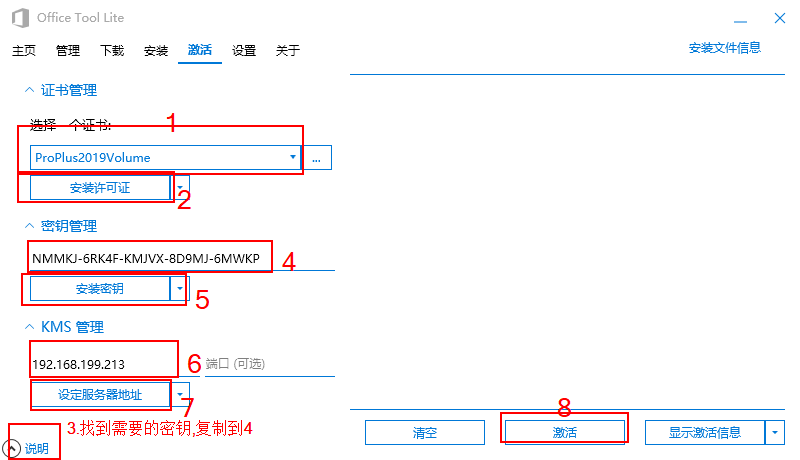 Office Tool Lite
主页 管理 下载 安装 激活 设置 关于
安装文件信息
证书管理
选择一个证书:
1
ProPlus2019Volume
...
安装许可证
2
密钥管理
NMMKJ-6RK4F-KMJVX-8D9MJ-6MWKP
4
安装密钥
5
KMS 管理
192.168.199.213
6
端口 (可选)
设定服务器地址
7
3.找到需要的密钥,复制到4
说明
8
清空
激活
显示激活信息